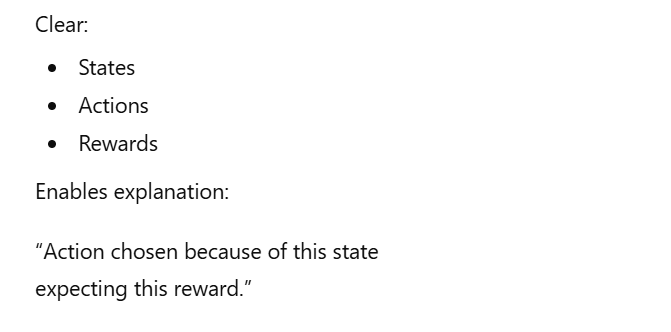 Clear:
• States
• Actions
• Rewards
Enables explanation:
“Action chosen because of this state
expecting this reward.”